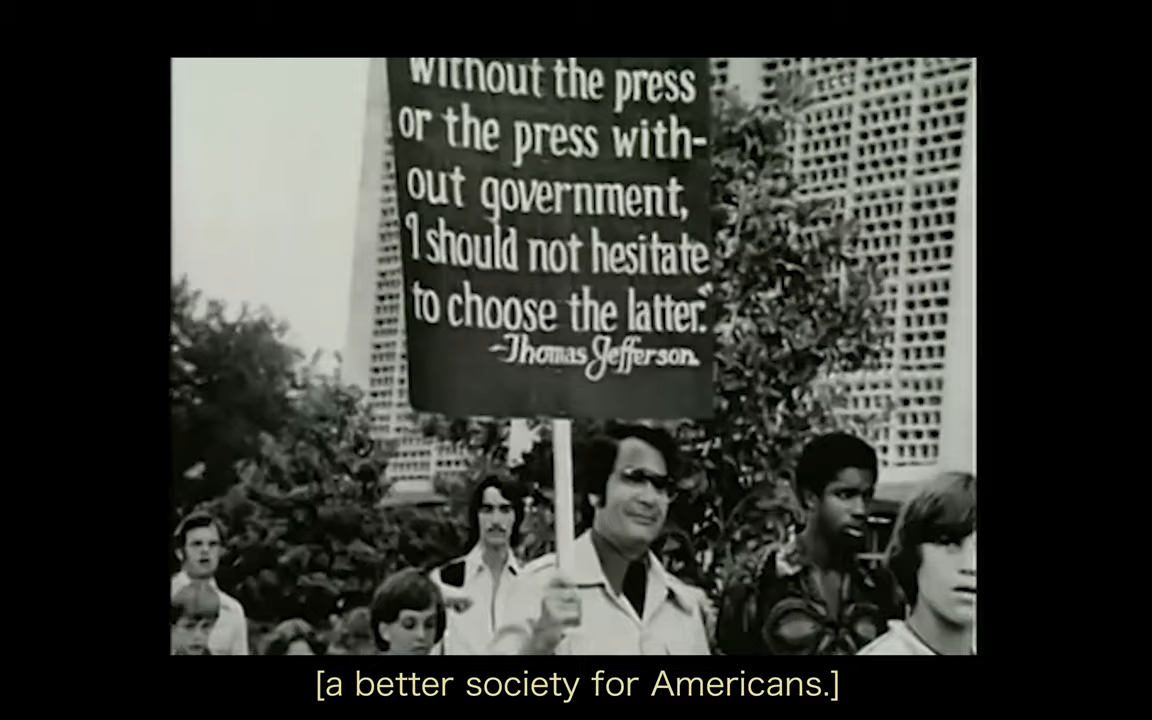 without the press
or the press with-
out government,
I should not hesitate
to choose the latter."
-Thomas Jefferson.
[a better society for Americans.]